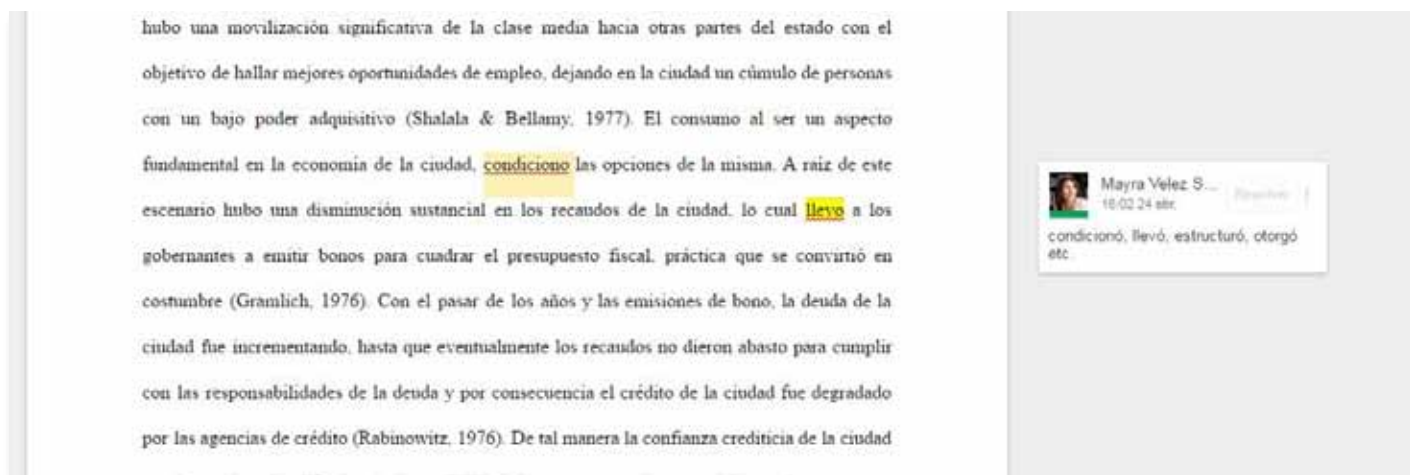 hubo una movilización significativa de la clase media hacia otras partes del estado con el
objetivo de hallar mejores oportunidades de empleo, dejando en la ciudad un cúmulo de personas
con un bajo poder adquisitivo (Shalala & Bellamy, 1977). El consumo al ser un aspecto
fundamental en la economía de la ciudad, condiciono las opciones de la misma. A raíz de este
escenario hubo una disminución sustancial en los recaudos de la ciudad, lo cual llevo a los
gobernantes a emitir bonos para cuadrar el presupuesto fiscal, práctica que se convirtió en
costumbre (Gramlich, 1976). Con el pasar de los años y las emisiones de bono, la deuda de la
ciudad fue incrementando, hasta que eventualmente los recaudos no dieron abasto para cumplir
con las responsabilidades de la deuda y por consecuencia el crédito de la ciudad fue degradado
por las agencias de crédito (Rabinowitz, 1976). De tal manera la confianza crediticia de la ciudad
Mayra Velez S...
16:02 24 abr.
condicionó, llevó, estructuró, otorgó
etc